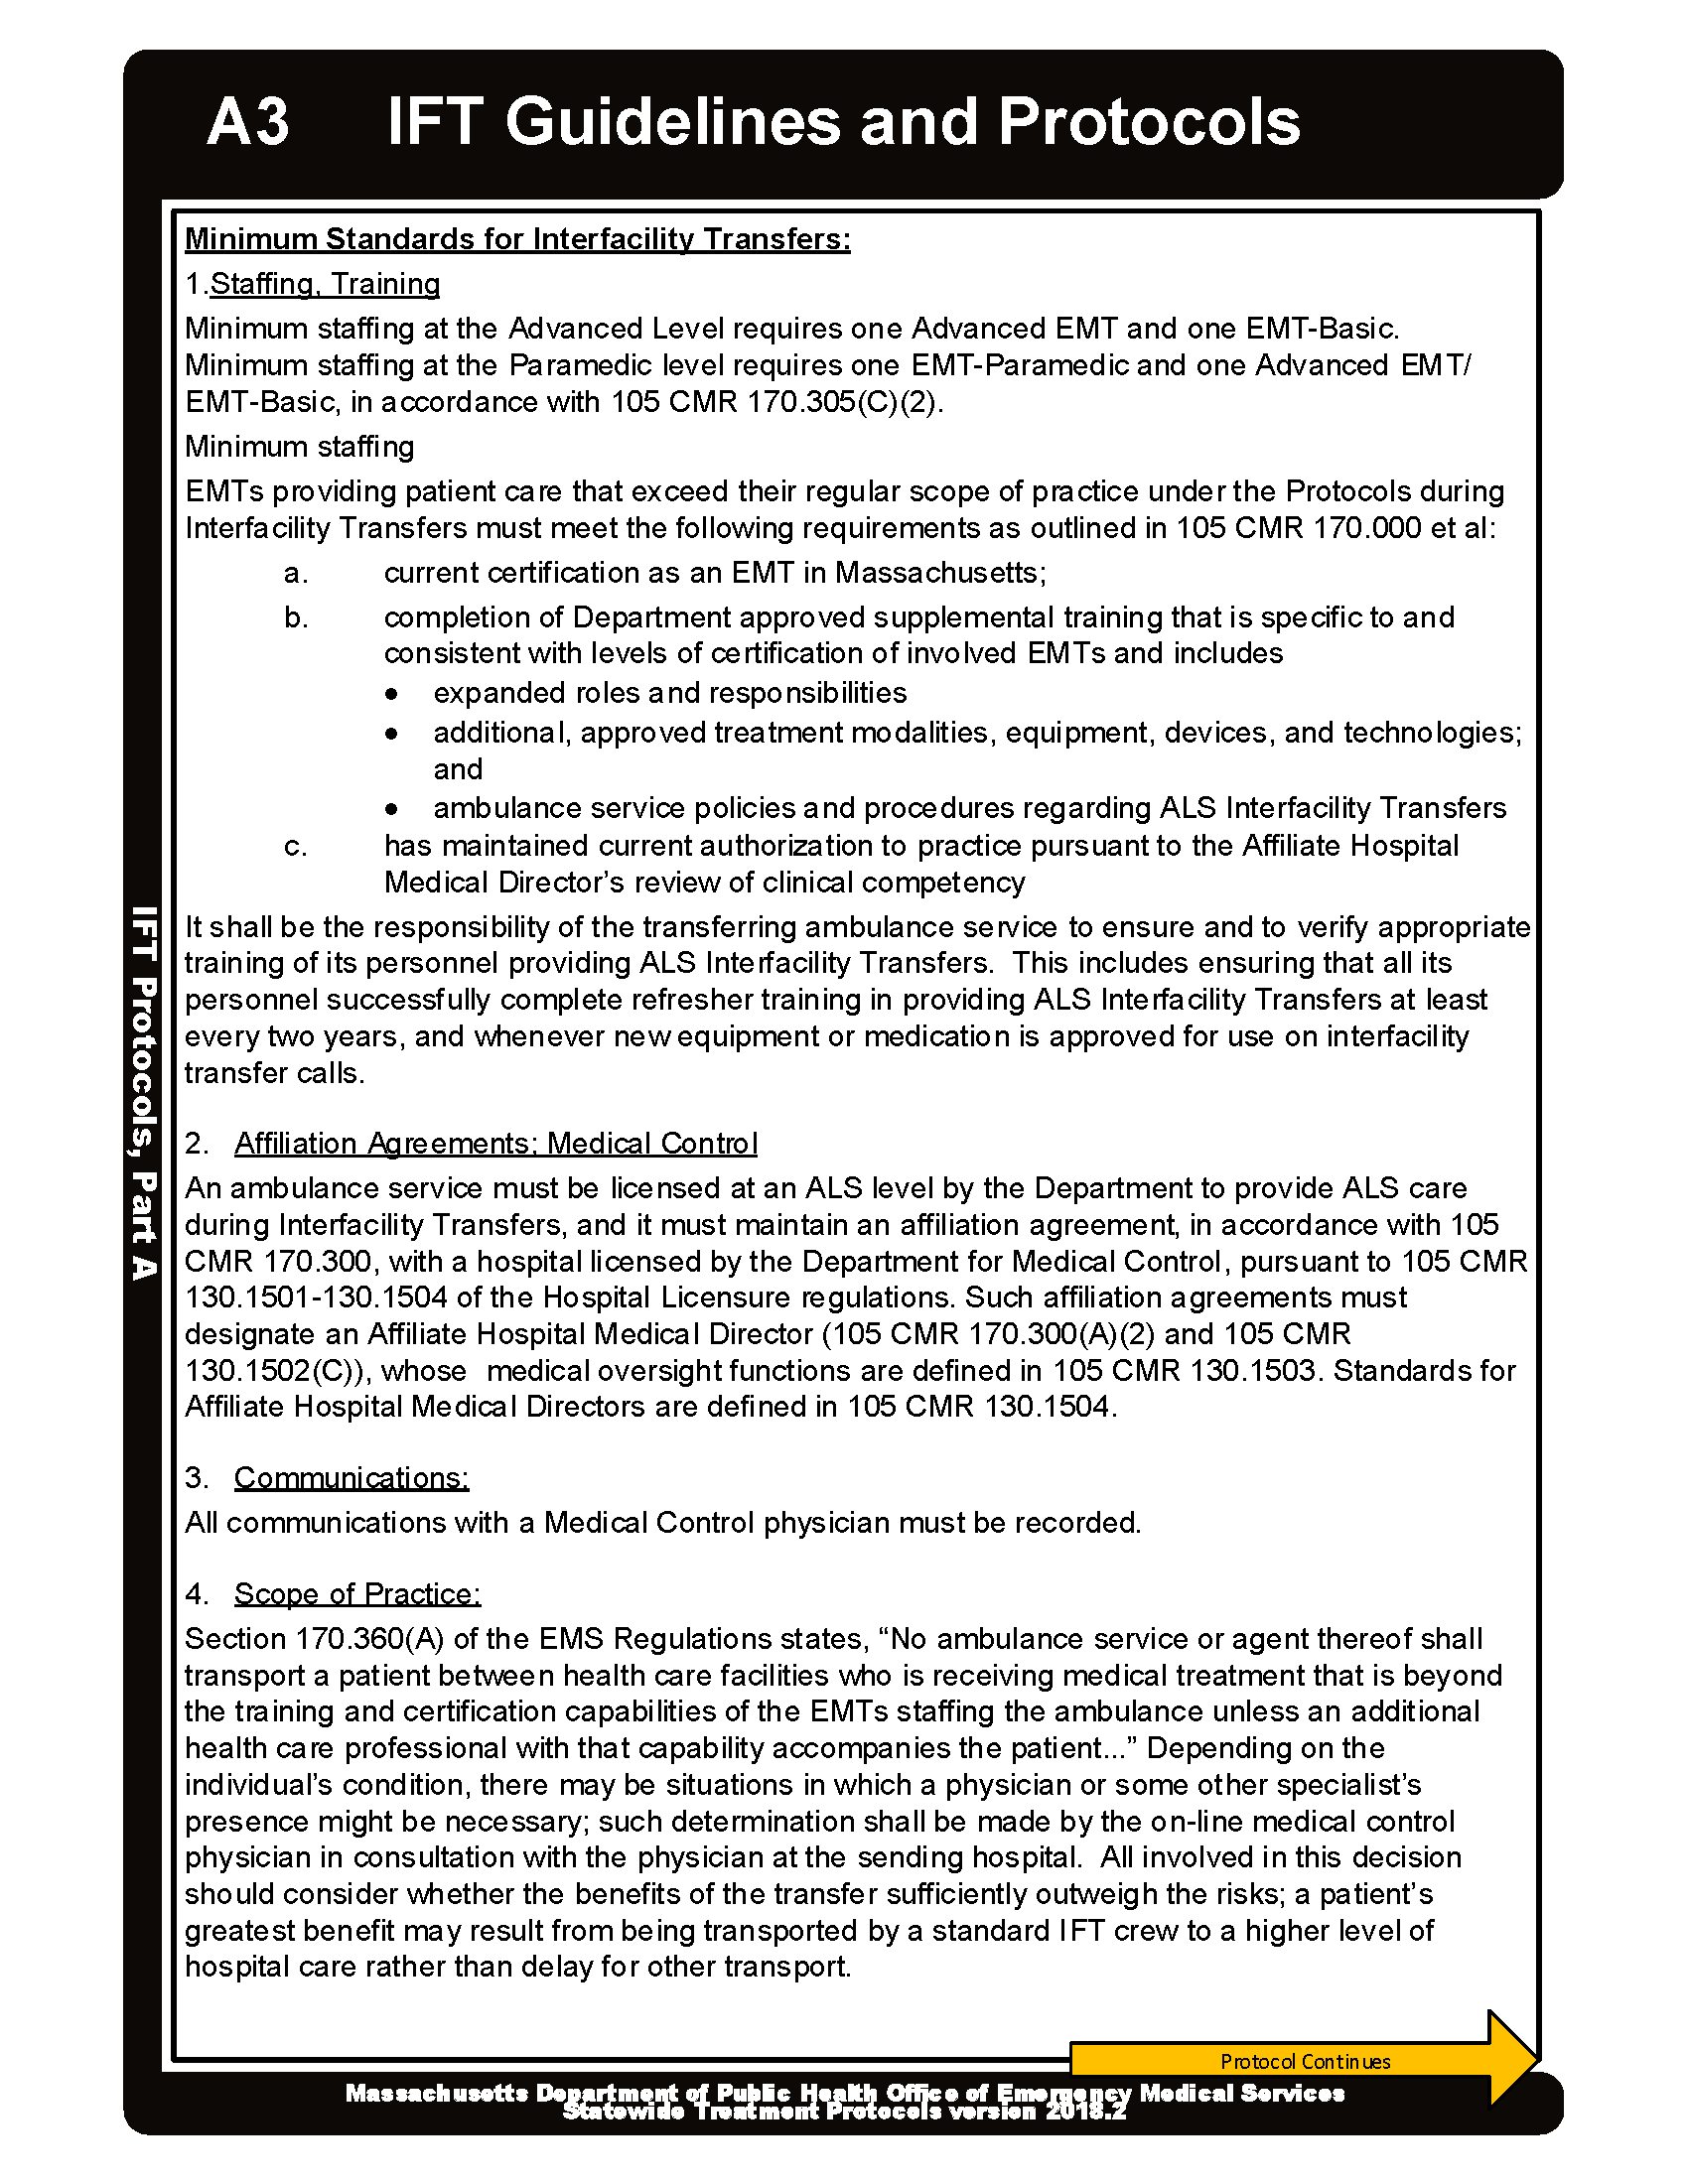 A3 IFT Guidelines and Protocols
Minimum Standards for Interfacility Transfers:
1.Staffing, Training
Minimum staffing at the Advanced Level requires one Advanced EMT and one EMT-Basic.
Minimum staffing at the Paramedic level requires one EMT-Paramedic and one Advanced EMT/
EMT-Basic, in accordance with 105 CMR 170.305(C)(2).
Minimum staffing
EMTs providing patient care that exceed their regular scope of practice under the Protocols during
Interfacility Transfers must meet the following requirements as outlined in 105 CMR 170.000 et al:
a. current certification as an EMT in Massachusetts;
b. completion of Department approved supplemental training that is specific to and
consistent with levels of certification of involved EMTs and includes
• expanded roles and responsibilities
• additional, approved treatment modalities, equipment, devices, and technologies;
and
• ambulance service policies and procedures regarding ALS Interfacility Transfers
c. has maintained current authorization to practice pursuant to the Affiliate Hospital
Medical Director’s review of clinical competency
It shall be the responsibility of the transferring ambulance service to ensure and to verify appropriate
training of its personnel providing ALS Interfacility Transfers.  This includes ensuring that all its
personnel successfully complete refresher training in providing ALS Interfacility Transfers at least
every two years, and whenever new equipment or medication is approved for use on interfacility
transfer calls.
2. Affiliation Agreements; Medical Control
An ambulance service must be licensed at an ALS level by the Department to provide ALS care
during Interfacility Transfers, and it must maintain an affiliation agreement, in accordance with 105
CMR 170.300, with a hospital licensed by the Department for Medical Control, pursuant to 105 CMR
130.1501-130.1504 of the Hospital Licensure regulations. Such affiliation agreements must
designate an Affiliate Hospital Medical Director (105 CMR 170.300(A)(2) and 105 CMR
130.1502(C)), whose  medical oversight functions are defined in 105 CMR 130.1503. Standards for
Affiliate Hospital Medical Directors are defined in 105 CMR 130.1504.
3. Communications:
All communications with a Medical Control physician must be recorded.
4. Scope of Practice:
Section 170.360(A) of the EMS Regulations states, “No ambulance service or agent thereof shall
transport a patient between health care facilities who is receiving medical treatment that is beyond
the training and certification capabilities of the EMTs staffing the ambulance unless an additional
health care professional with that capability accompanies the patient...” Depending on the
individual’s condition, there may be situations in which a physician or some other specialist’s
presence might be necessary; such determination shall be made by the on-line medical control
physician in consultation with the physician at the sending hospital.  All involved in this decision
should consider whether the benefits of the transfer sufficiently outweigh the risks; a patient’s
greatest benefit may result from being transported by a standard IFT crew to a higher level of
hospital care rather than delay for other transport.
Protocol Continues
IFT Protocols, Part A
Massachusetts Department of Public Health Office of Emergency Medical Services
Statewide Treatment Protocols version 2018.2